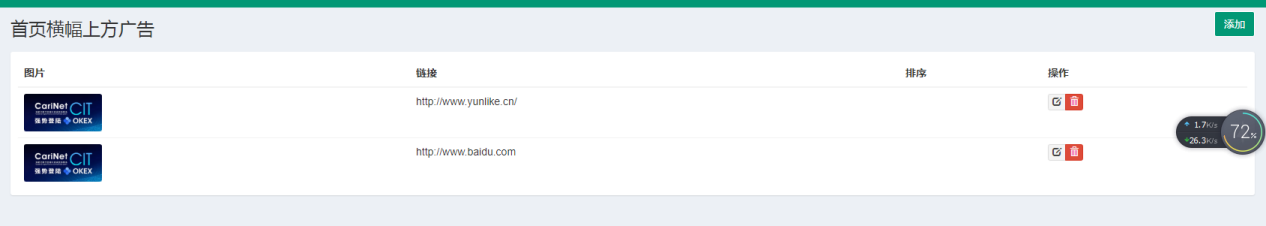 首页横幅上方广告
添加
图片 链接 排序 操作
CariNet CIT
强势登陆 OKEX
http://www.yunlike.cn/
1.7K/s
26.3K/s
72%
CariNet CIT
强势登陆 OKEX
http://www.baidu.com